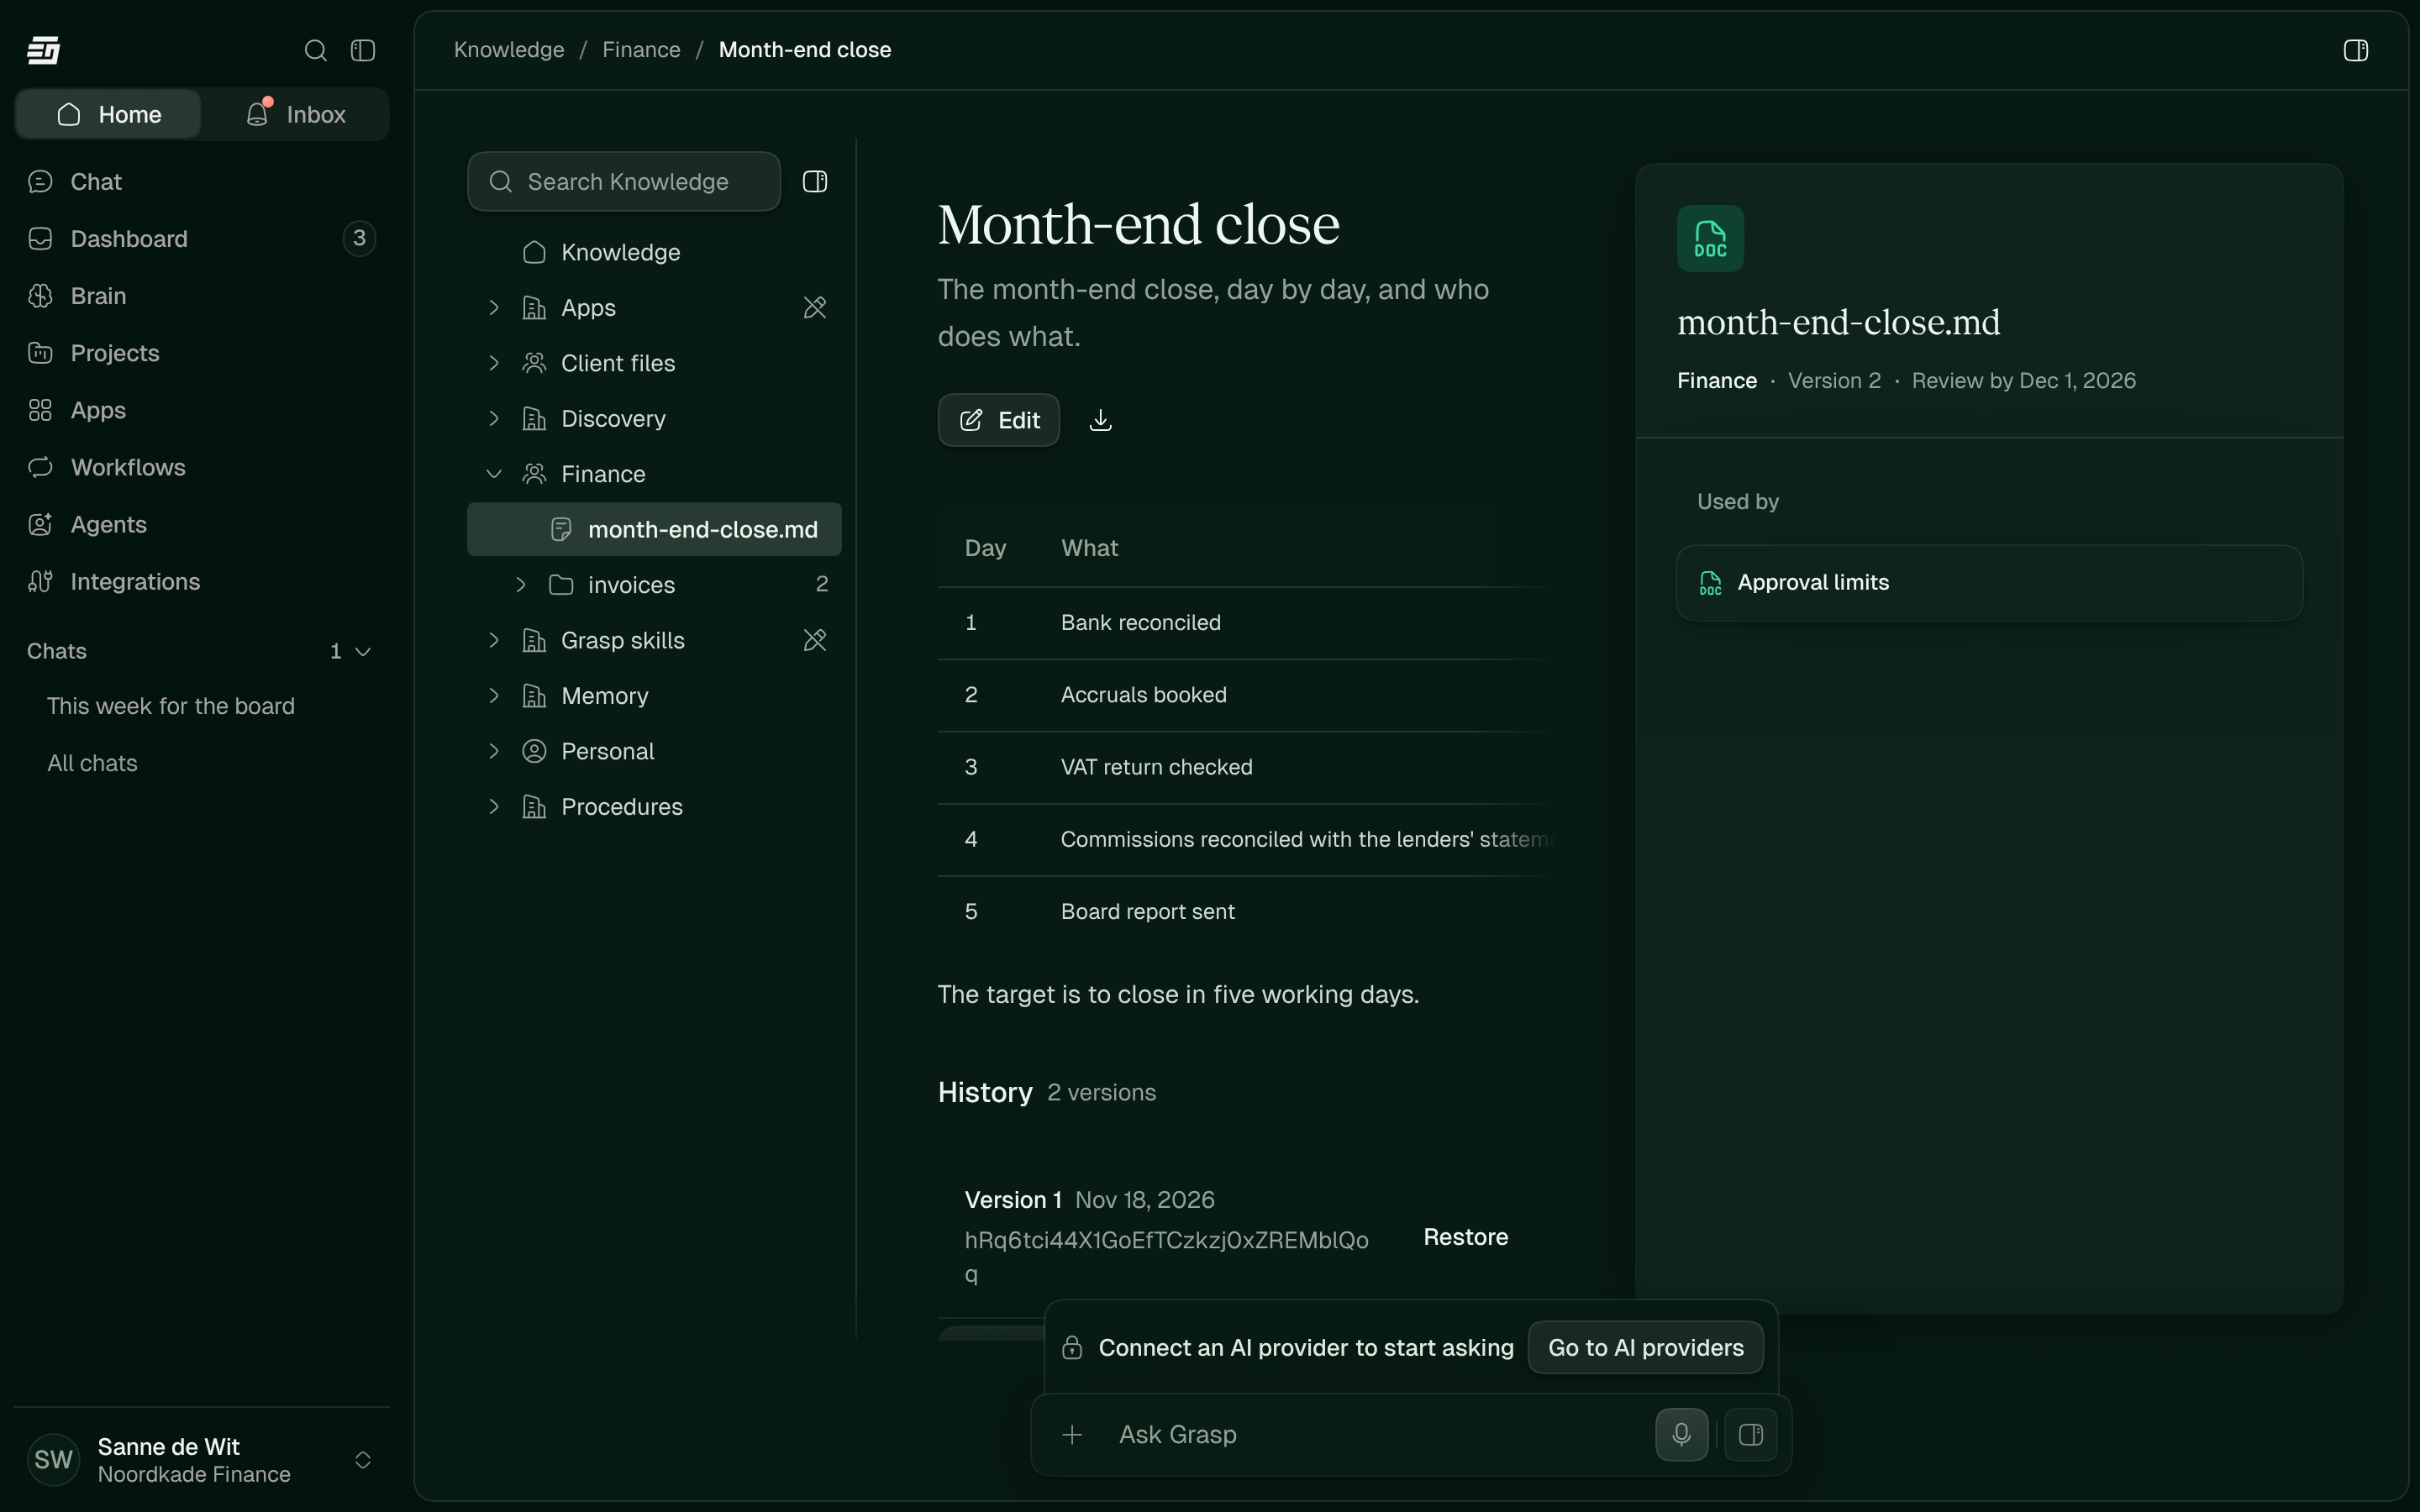 Home
Inbox
Chat
Dashboard 3
Brain
Projects
Apps
Workflows
Agents
Integrations
Chats 1
This week for the board
All chats
SW
Sanne de Wit
Noordkade Finance
Knowledge / Finance / Month-end close
Search Knowledge
Knowledge
Apps
Client files
Discovery
Finance
month-end-close.md
invoices 2
Grasp skills
Memory
Personal
Procedures
Month-end close
The month-end close, day by day, and who
does what.
Edit
Day What
1 Bank reconciled
2 Accruals booked
3 VAT return checked
4 Commissions reconciled with the lenders' statem
5 Board report sent
The target is to close in five working days.
History 2 versions
Version 1 Nov 18, 2026
hRq6tci44X1GoEfTCzkzj0xZREMblQo
q
Restore
DOC
month-end-close.md
Finance · Version 2 · Review by Dec 1, 2026
Used by
DOC Approval limits
Connect an AI provider to start asking Go to AI providers
Ask Grasp